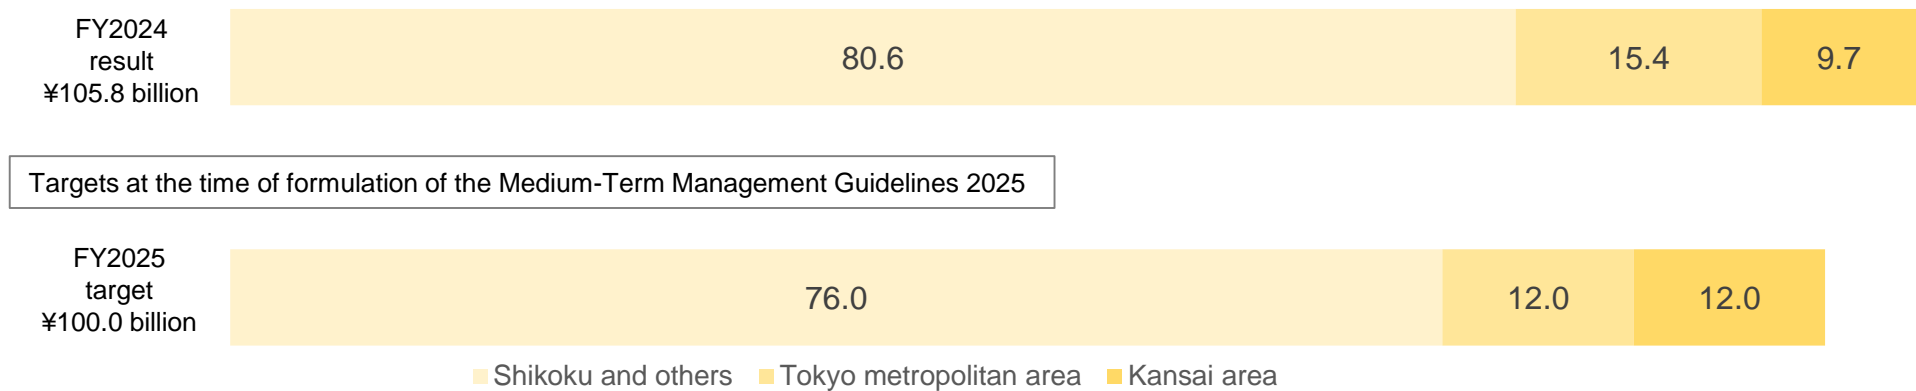 FY2024
result
¥105.8 billion
80.6
15.4
9.7
Targets at the time of formulation of the Medium-Term Management Guidelines 2025
FY2025
target
¥100.0 billion
76.0
12.0
12.0
Shikoku and others
Tokyo metropolitan area
Kansai area